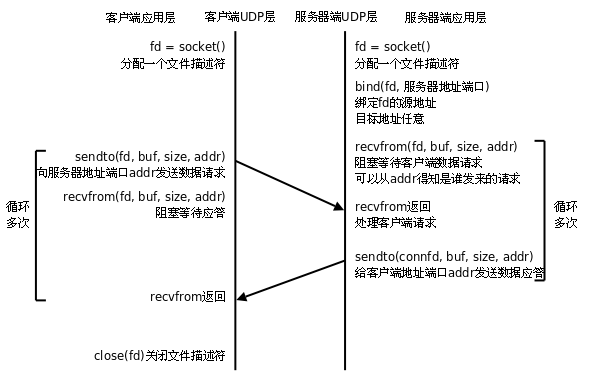 客户端应用层 客户端UDP层 服务器端UDP层 服务器端应用层
fd = socket()
分配一个文件描述符
fd = socket()
分配一个文件描述符
bind(fd, 服务器地址端口)
绑定fd的源地址
目标地址任意
sendto(fd, buf, size, addr)
向服务器地址端口addr发送数据请求
recvfrom(fd, buf, size, addr)
阻塞等待应答
循环
多次
recvfrom(fd, buf, size, addr)
阻塞等待客户端数据请求
可以从addr得知是谁发来的请求
recvfrom返回
处理客户端请求
循环
多次
sendto(connfd, buf, size, addr)
给客户端地址端口addr发送数据应答
recvfrom返回
close(fd)关闭文件描述符